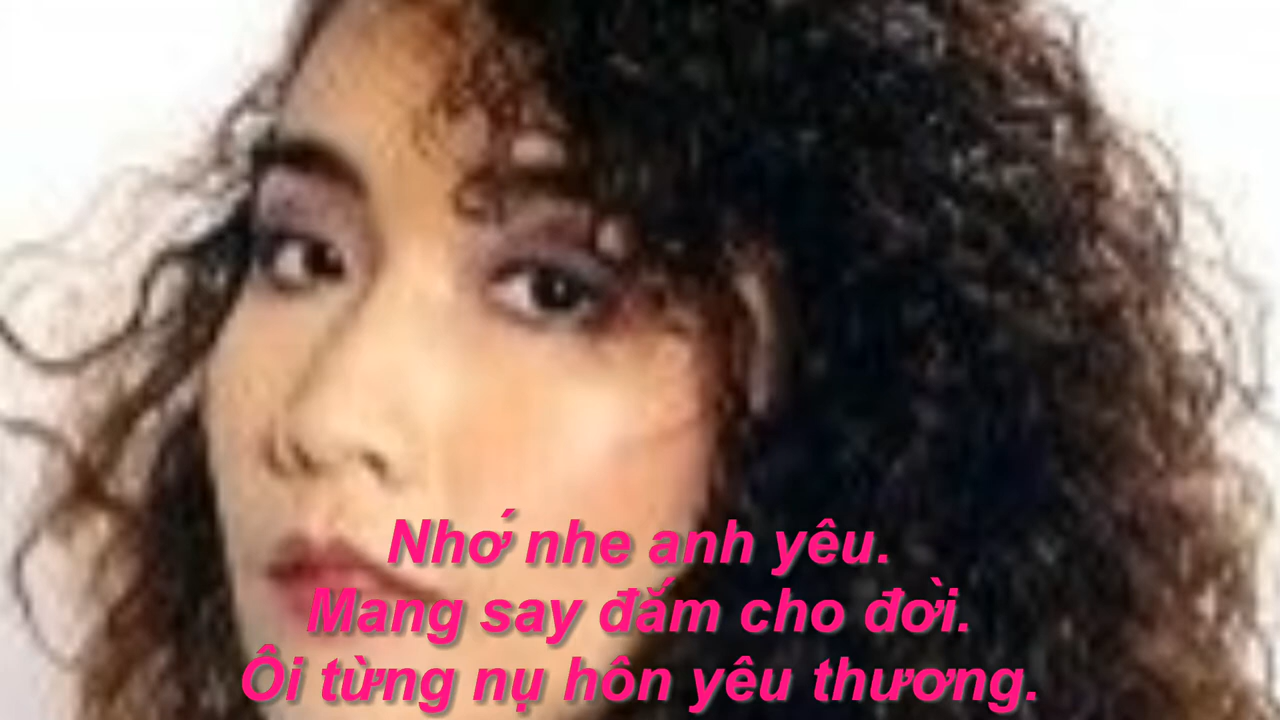 Nhớ nhe anh yêu.
Mang say đắm cho đời.
Ôi từng nụ hôn yêu thương.